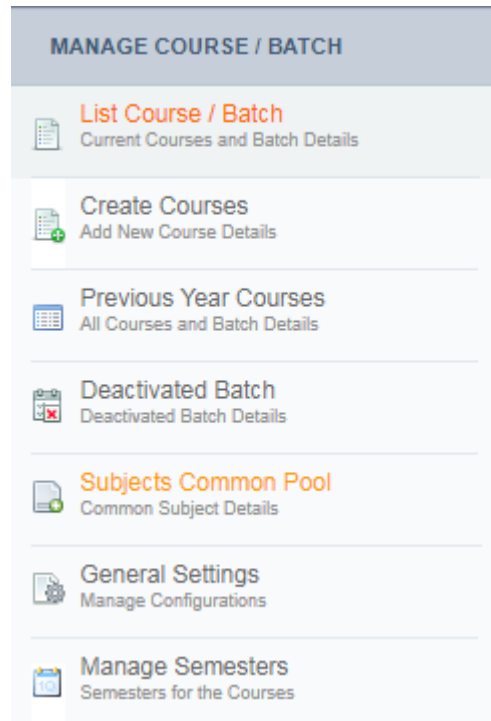 MANAGE COURSE / BATCH
List Course / Batch
Current Courses and Batch Details
Create Courses
Add New Course Details
Previous Year Courses
All Courses and Batch Details
Deactivated Batch
Deactivated Batch Details
Subjects Common Pool
Common Subject Details
General Settings
Manage Configurations
Manage Semesters
Semesters for the Courses